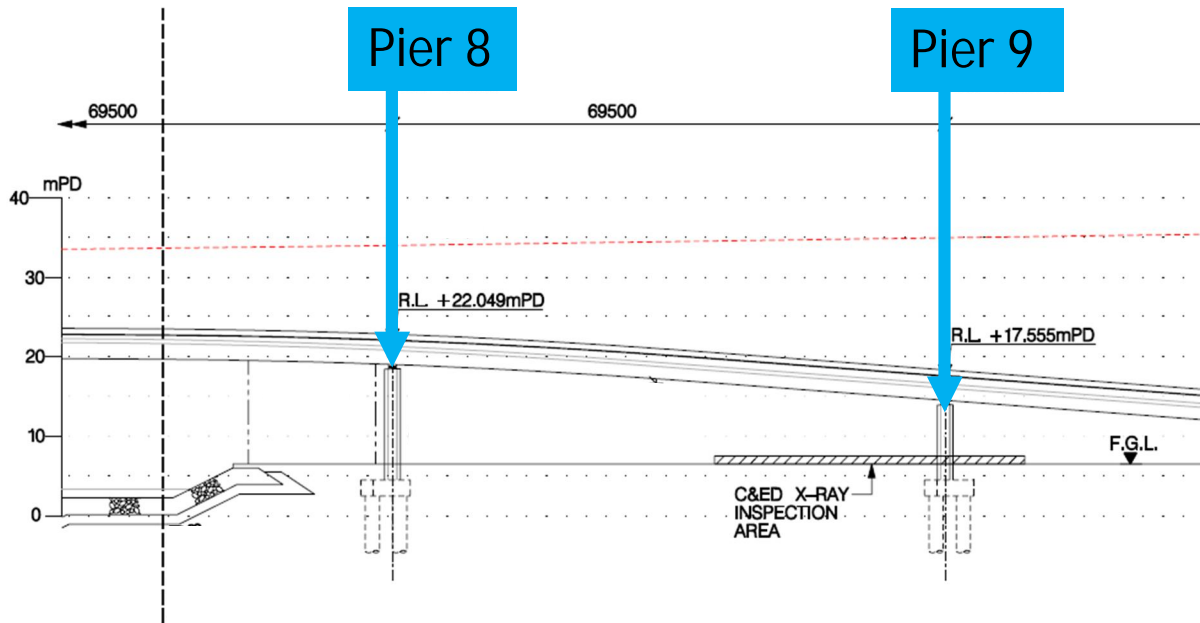 Pier 8
Pier 9
69500
69500
mPD
40
30
R.L. +22.049mPD
R.L. +17.555mPD
20
10
F.G.L.
C&ED X-RAY
INSPECTION
AREA
0